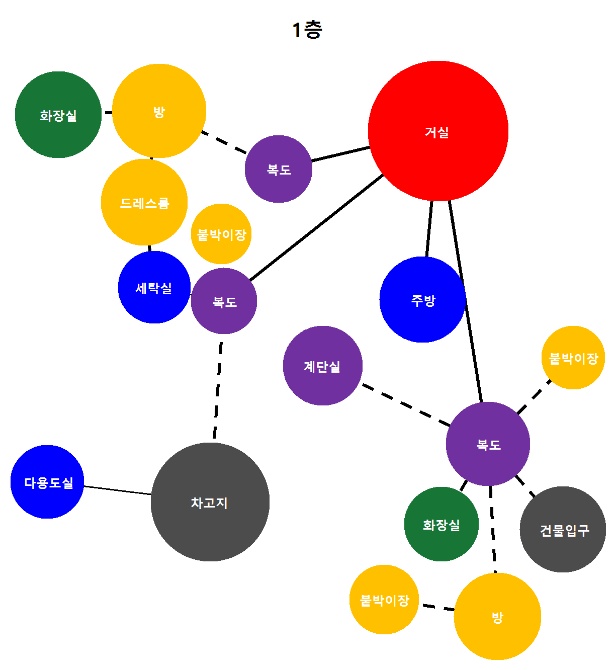 1층
화장실
방
거실
복도
드레스룸
붙박이장
세탁실
복도
주방
계단실
붙박이장
복도
다용도실
차고지
화장실
건물입구
붙박이장
방